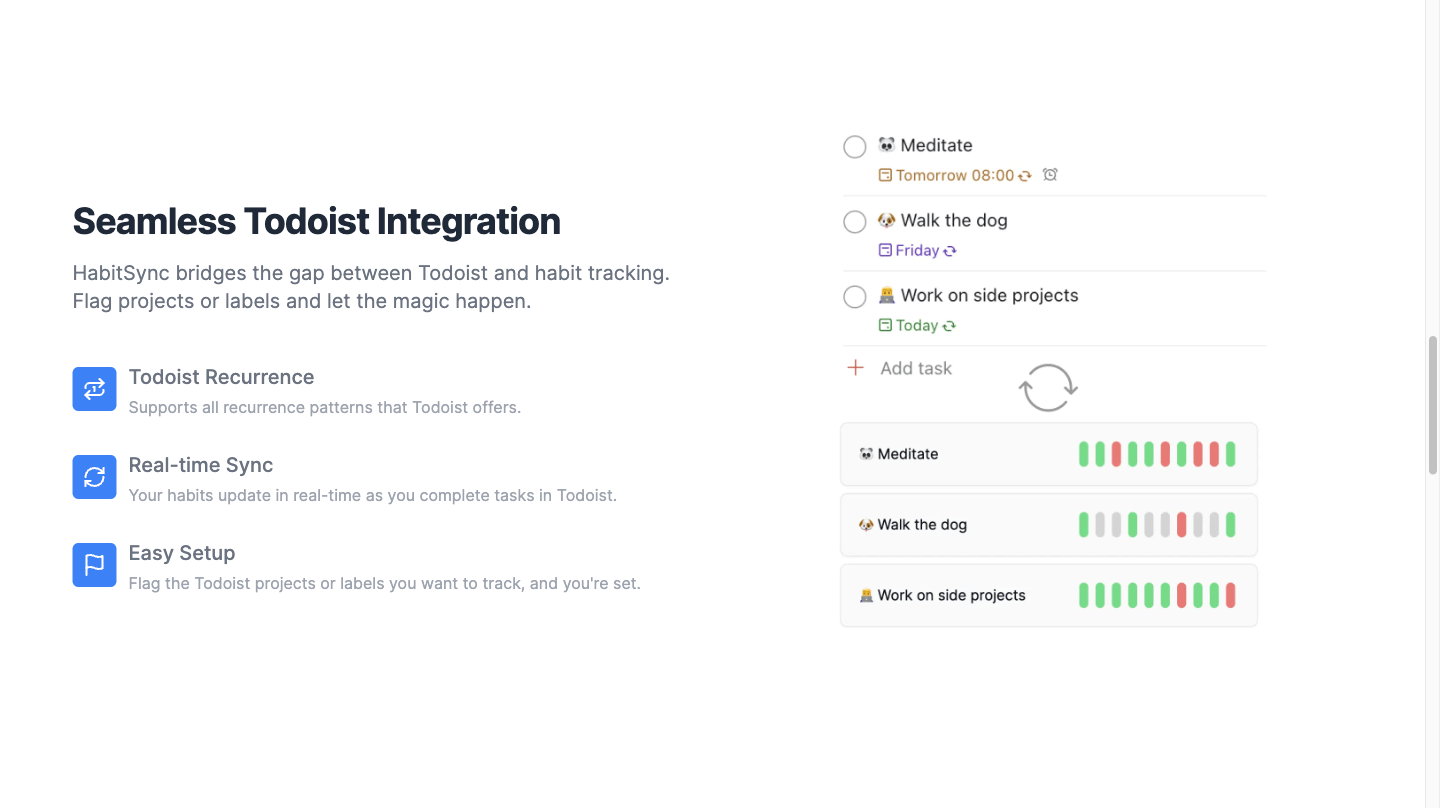 Seamless Todoist Integration
HabitSync bridges the gap between Todoist and habit tracking.
Flag projects or labels and let the magic happen.
Todoist Recurrence
Supports all recurrence patterns that Todoist offers.
Real-time Sync
Your habits update in real-time as you complete tasks in Todoist.
Easy Setup
Flag the Todoist projects or labels you want to track, and you're set.
🐼 Meditate
Tomorrow 08:00
🐶 Walk the dog
Friday
👨‍💻 Work on side projects
Today
+ Add task
🐼 Meditate
🐶 Walk the dog
👨‍💻 Work on side projects